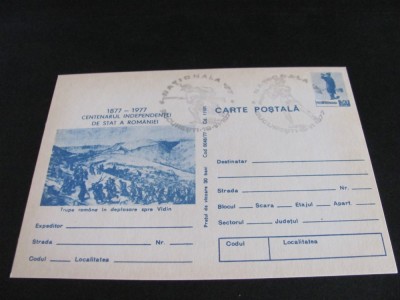 1877 - 1977
CENTENARUL INDEPENDENȚEI
DE STAT A ROMÂNIEI
Trupe române în deplasare spre Vidin
Expeditor
Strada Nr.
Codul Localitatea
CARTE POȘTALĂ
Destinatar
Strada Nr.
Blocul Scara Etajul Apart.
Sectorul Județul
Codul Localitatea